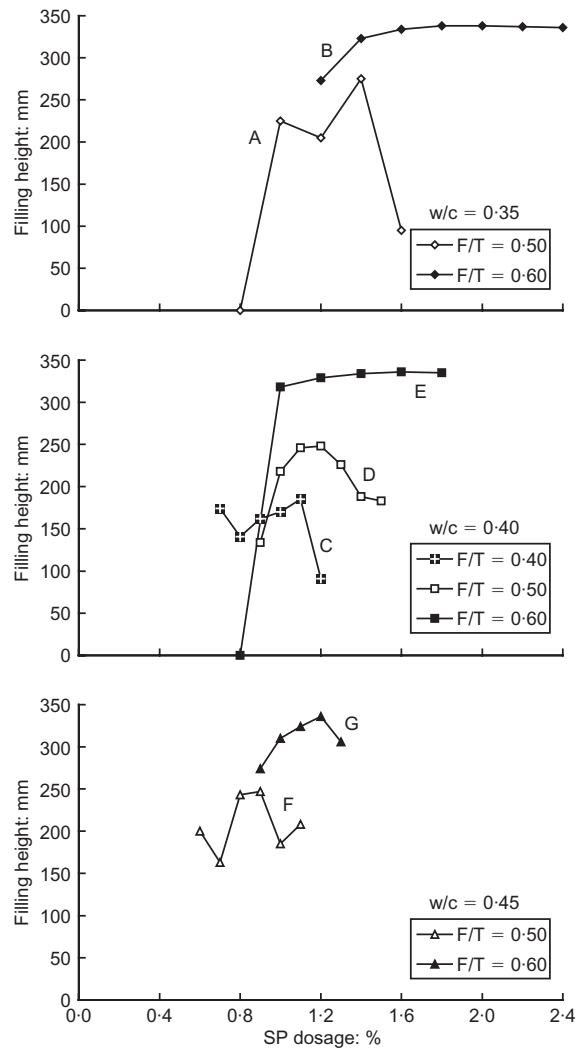 350
300
250
200
150
100
50
0
Filling height: mm
B
A
w/c = 0·35
F/T = 0·50
F/T = 0·60
350
300
250
200
150
100
50
0
Filling height: mm
E
D
C
w/c = 0·40
F/T = 0·40
F/T = 0·50
F/T = 0·60
350
300
250
200
150
100
50
0
Filling height: mm
G
F
w/c = 0·45
F/T = 0·50
F/T = 0·60
0·0 0·4 0·8 1·2 1·6 2·0 2·4
SP dosage: %